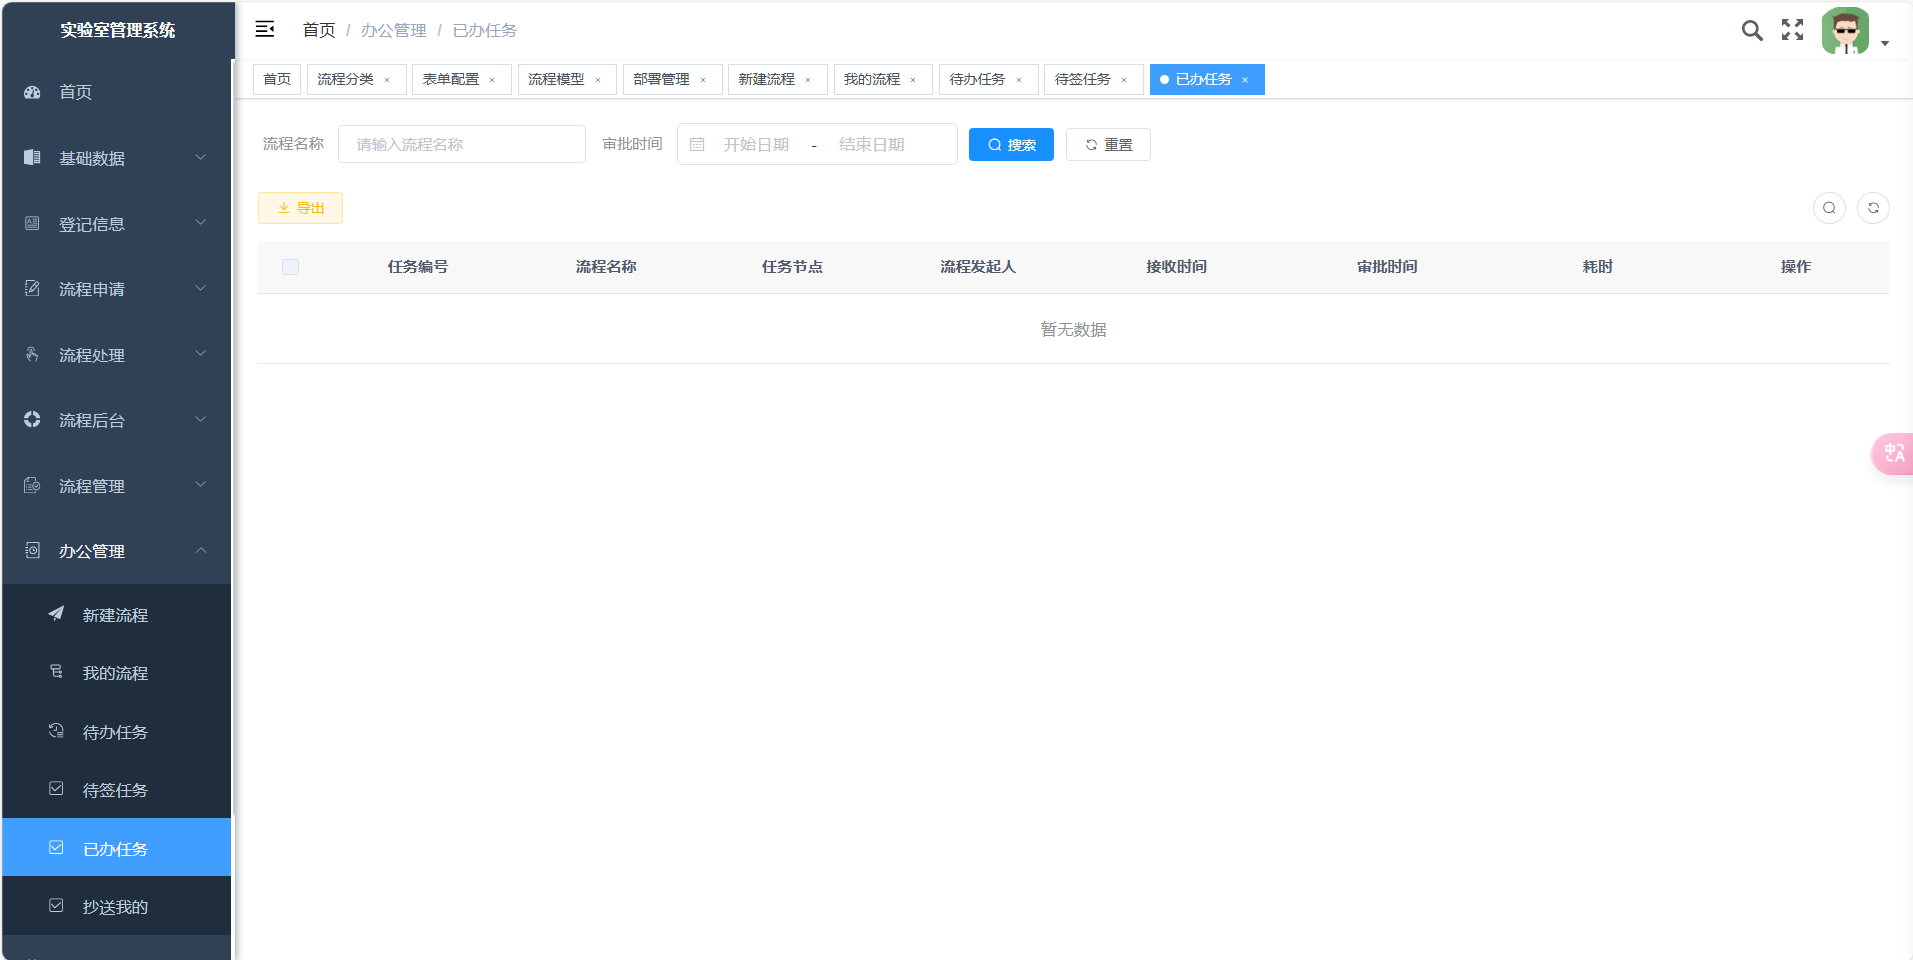 实验室管理系统
首页 / 办公管理 / 已办任务
首页 流程分类 × 表单配置 × 流程模型 × 部署管理 × 新建流程 × 我的流程 × 待办任务 × 待签任务 × 已办任务 ×
首页
基础数据
登记信息
流程申请
流程处理
流程后台
流程管理
办公管理
新建流程
我的流程
待办任务
待签任务
已办任务
抄送我的
流程名称 请输入流程名称 审批时间 开始日期 - 结束日期 搜索 重置
导出
任务编号 流程名称 任务节点 流程发起人 接收时间 审批时间 耗时 操作
暂无数据
中A